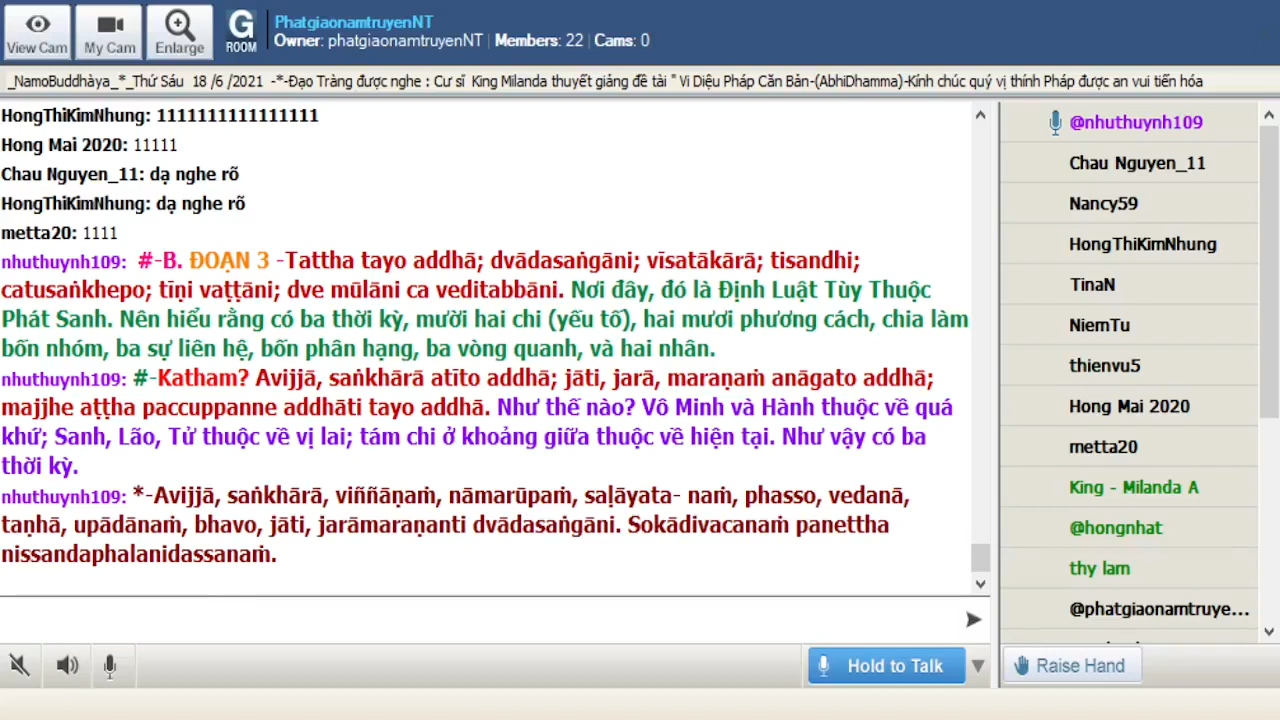 View Cam
My Cam
Enlarge
G
ROOM
PhatgiaonamtruyenNT
Owner: phatgiaonamtruyenNT | Members: 22 | Cams: 0
_NamoBuddhàya_*_Thứ Sáu 18 /6 /2021 -*-Đạo Tràng được nghe : Cư sĩ King Milanda thuyết giảng đề tài " Vi Diệu Pháp Căn Bản-(AbhiDhamma)-Kính chúc quý vị thính Pháp được an vui tiến hóa
HongThiKimNhung: 1111111111111111
Hong Mai 2020: 11111
Chau Nguyen_11: dạ nghe rõ
HongThiKimNhung: dạ nghe rõ
metta20: 1111
nhuthuynh109: #-B. ĐOẠN 3 -Tattha tayo addhā; dvādasaṅgāni; vīsatākārā; tisandhi;
catusaṅkhepo; tīṇi vaṭṭāni; dve mūlāni ca veditabbāni. Nơi đây, đó là Định Luật Tùy Thuộc
Phát Sanh. Nên hiểu rằng có ba thời kỳ, mười hai chi (yếu tố), hai mươi phương cách, chia làm
bốn nhóm, ba sự liên hệ, bốn phân hạng, ba vòng quanh, và hai nhân.
nhuthuynh109: #-Katham? Avijjā, saṅkhārā atīto addhā; jāti, jarā, maraṇaṁ anāgato addhā;
majjhe aṭṭha paccuppanne addhāti tayo addhā. Như thế nào? Vô Minh và Hành thuộc về quá
khứ; Sanh, Lão, Tử thuộc về vị lai; tám chi ở khoảng giữa thuộc về hiện tại. Như vậy có ba
thời kỳ.
nhuthuynh109: *-Avijjā, saṅkhārā, viññāṇaṁ, nāmarūpaṁ, saḷāyata- naṁ, phasso, vedanā,
taṇhā, upādānaṁ, bhavo, jāti, jarāmaraṇanti dvādasaṅgāni. Sokādivacanaṁ panettha
nissandaphalanidassanaṁ.
Hold to Talk
@nhuthuynh109
Chau Nguyen_11
Nancy59
HongThiKimNhung
TinaN
NiemTu
thienvu5
Hong Mai 2020
metta20
King - Milanda A
@hongnhat
thy lam
@phatgiaonamtruye...
Raise Hand